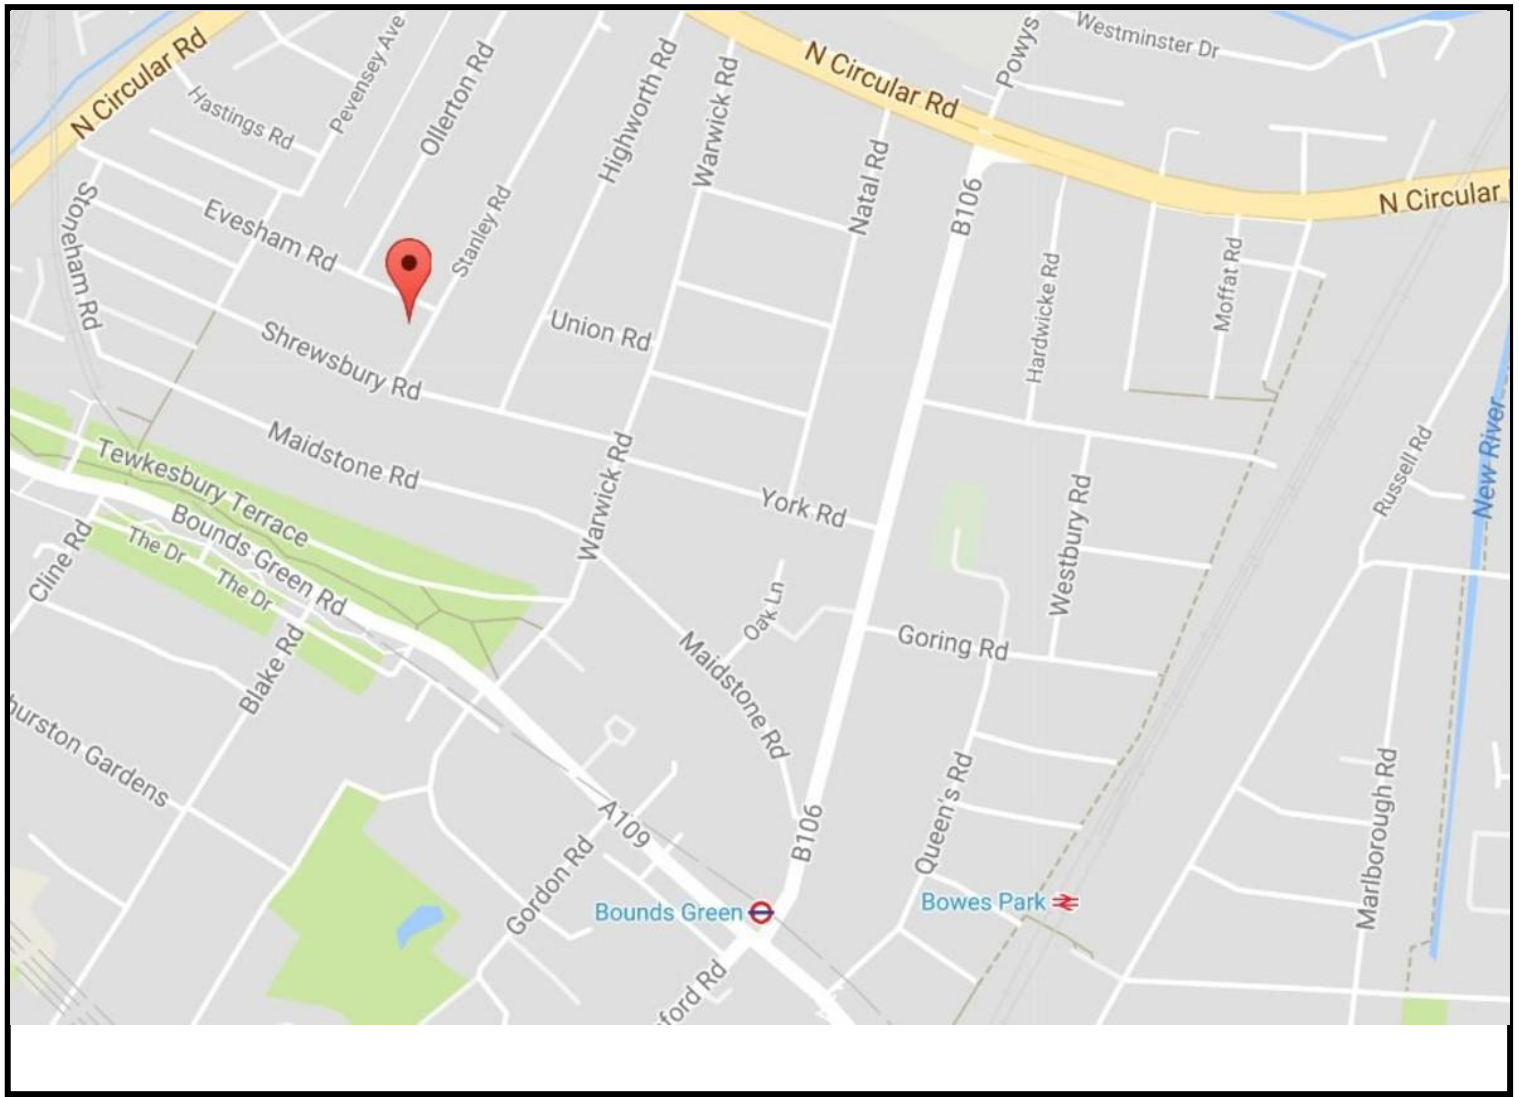 N Circular Rd
Hastings Rd
Pevensey Ave
Ollerton Rd
Highworth Rd
Warwick Rd
N Circular Rd
Powys
Westminster Dr
Natal Rd
B106
N Circular
Stoneham Rd
Evesham Rd
Stanley Rd
Union Rd
Hardwicke Rd
Moffat Rd
Shrewsbury Rd
Maidstone Rd
Warwick Rd
York Rd
Westbury Rd
Russell Rd
New River
Tewkesbury Terrace
Bounds Green Rd
The Dr
The Dr
Cline Rd
Blake Rd
Oak Ln
Goring Rd
Maidstone Rd
hurston Gardens
A109
B106
Queen's Rd
Marlborough Rd
Gordon Rd
Bounds Green
Bowes Park
sford Rd